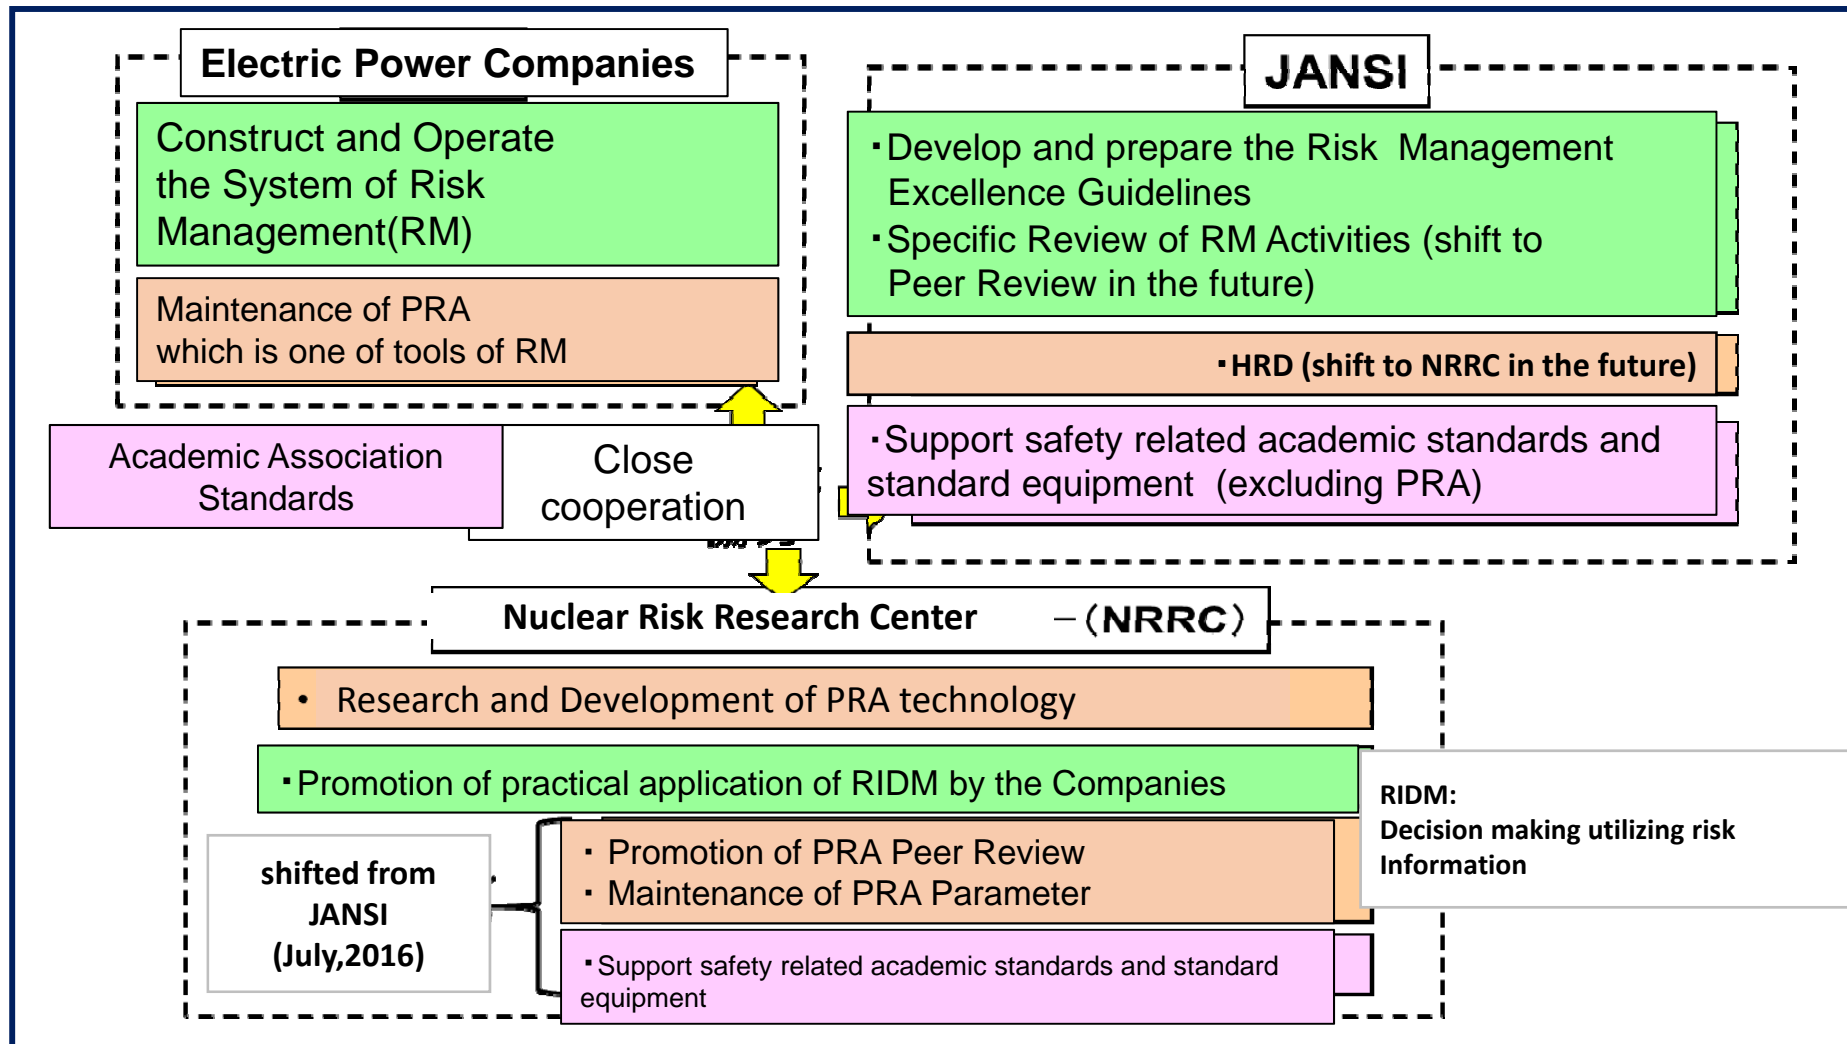 Electric Power Companies
Construct and Operate
the System of Risk
Management(RM)
Maintenance of PRA
which is one of tools of RM
Academic Association
Standards
Close
cooperation
JANSI
・Develop and prepare the Risk Management
Excellence Guidelines
・Specific Review of RM Activities (shift to
Peer Review in the future)
・HRD (shift to NRRC in the future)
・Support safety related academic standards and
standard equipment (excluding PRA)
Nuclear Risk Research Center －(NRRC)
• Research and Development of PRA technology
・Promotion of practical application of RIDM by the Companies
RIDM:
Decision making utilizing risk
Information
shifted from
JANSI
(July,2016)
・ Promotion of PRA Peer Review
・ Maintenance of PRA Parameter
・Support safety related academic standards and standard
equipment